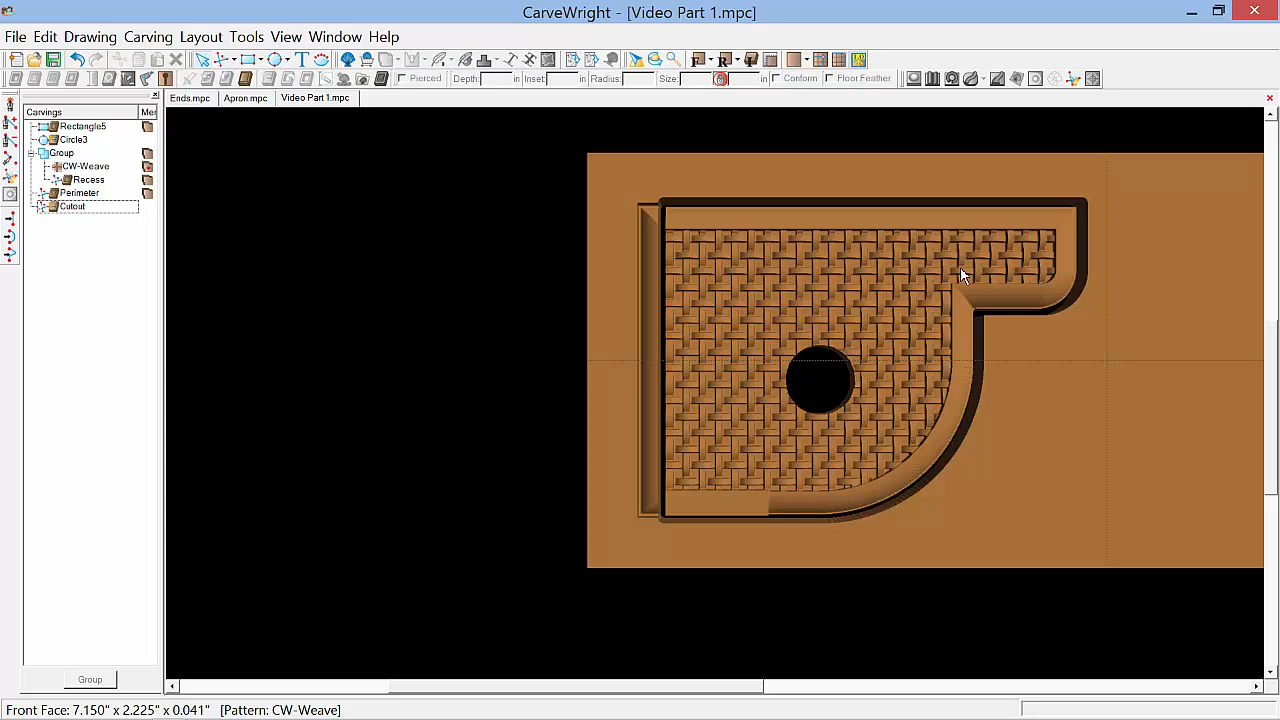 CarveWright - [Video Part 1.mpc]
File Edit Drawing Carving Layout Tools View Window Help
Pierced Depth: in Inset: in Radius: Size: in Conform Floor Feather
Ends.mpc Apron.mpc Video Part 1.mpc
Carvings Me
Rectangle5
Circle3
Group
CW-Weave
Recess
Perimeter
Cutout
Group
Front Face: 7.150" x 2.225" x 0.041" [Pattern: CW-Weave]